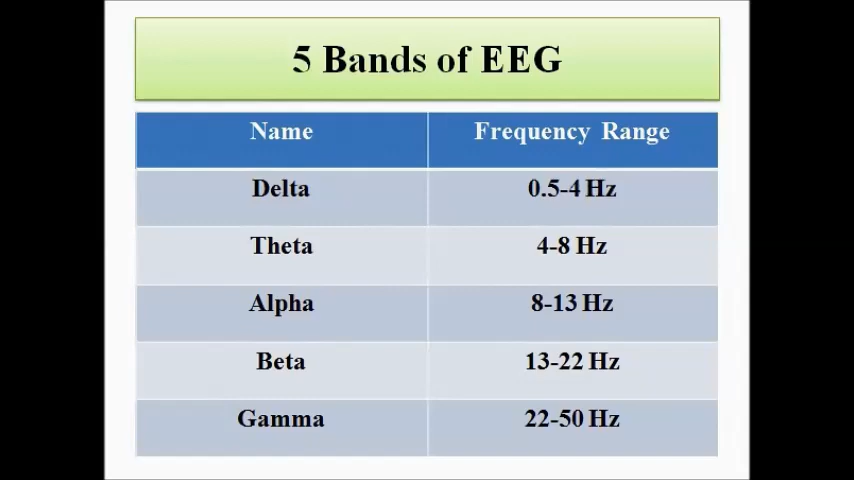 5 Bands of EEG
Name Frequency Range
Delta 0.5-4 Hz
Theta 4-8 Hz
Alpha 8-13 Hz
Beta 13-22 Hz
Gamma 22-50 Hz